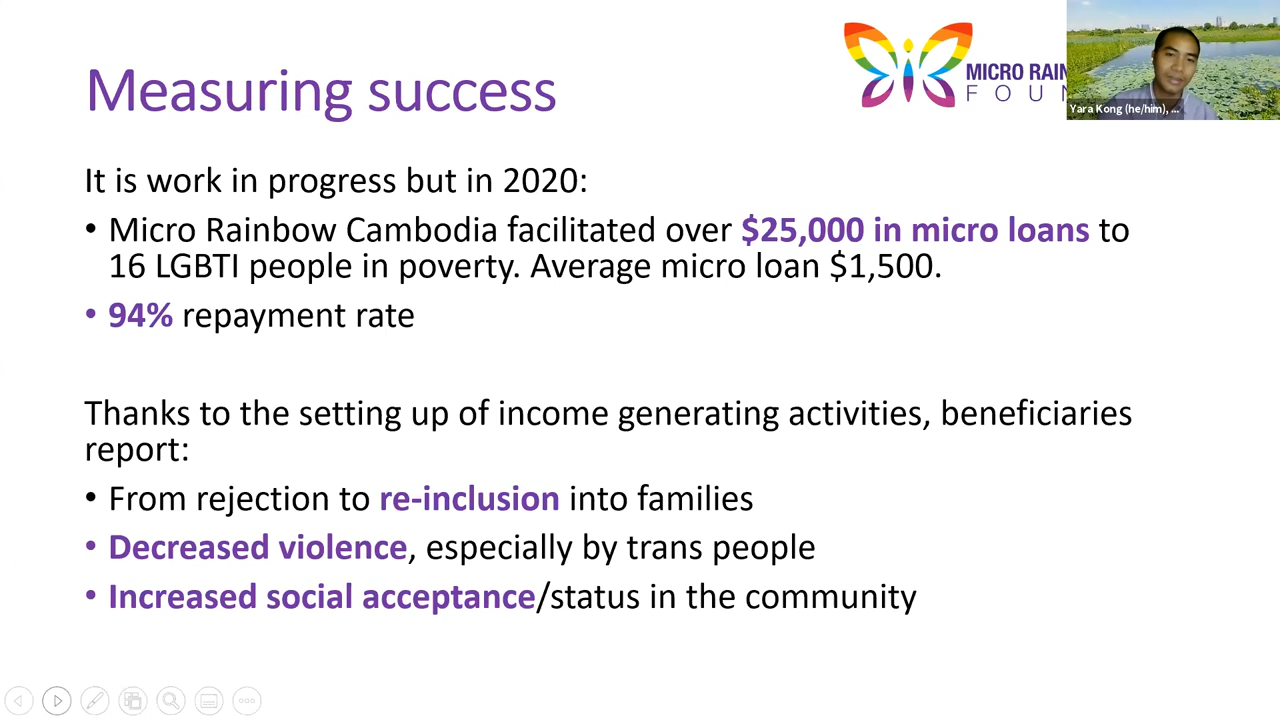 Measuring success
MICRO RAIN
FOUN
Yara Kong (he/him), ...
It is work in progress but in 2020:
• Micro Rainbow Cambodia facilitated over $25,000 in micro loans to
16 LGBTI people in poverty. Average micro loan $1,500.
• 94% repayment rate
Thanks to the setting up of income generating activities, beneficiaries
report:
• From rejection to re-inclusion into families
• Decreased violence, especially by trans people
• Increased social acceptance/status in the community